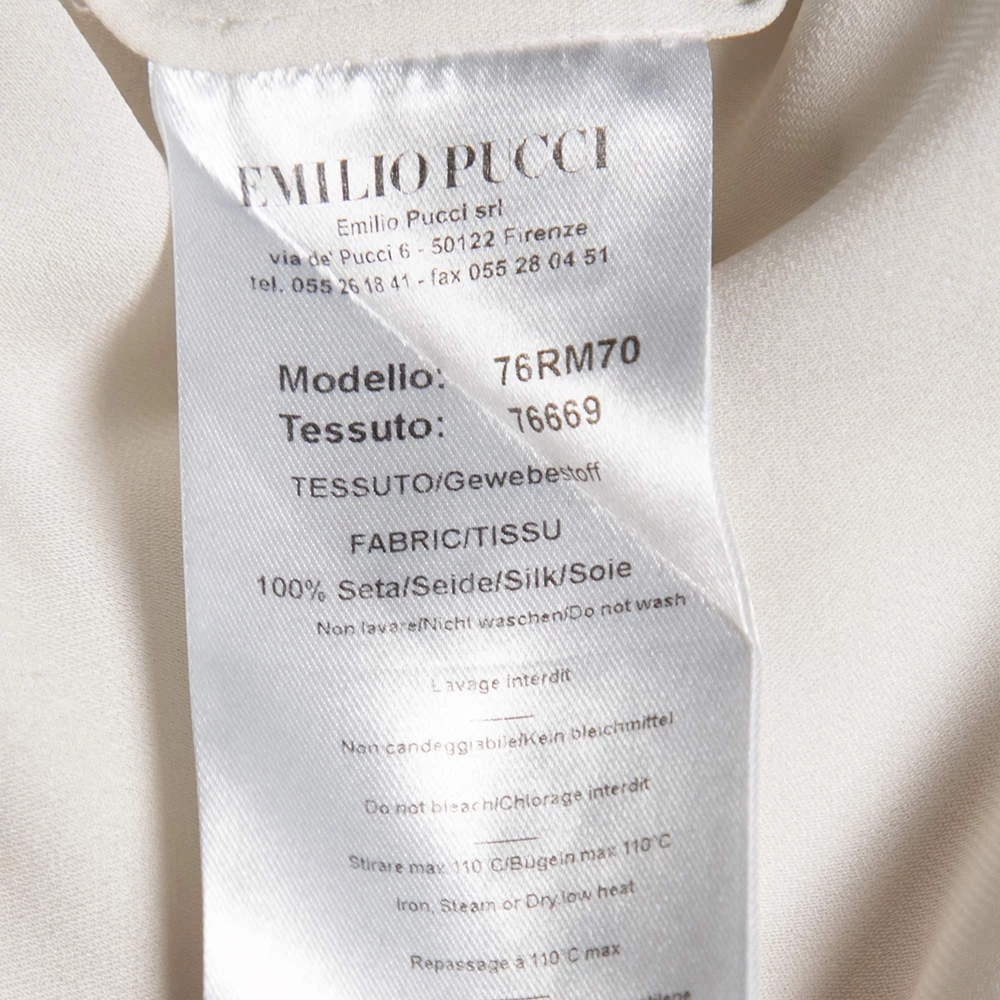 EMILIO PUCCI
Emilio Pucci srl
via de' Pucci 6 - 50122 Firenze
tel. 055 26 18 41 - fax 055 28 04 51
Modello: 76RM70
Tessuto: 76669
TESSUTO/Gewebestoff
FABRIC/TISSU
100% Seta/Seide/Silk/Soie
Non lavare/Nicht waschen/Do not wash
Lavage interdit
Non candeggiabile/Kein bleichmittel
Do not bleach/Chlorage interdit
Stirare max 110°C/Bügeln max 110°C
Iron, Steam or Dry, low heat
Repassage à 110°C max